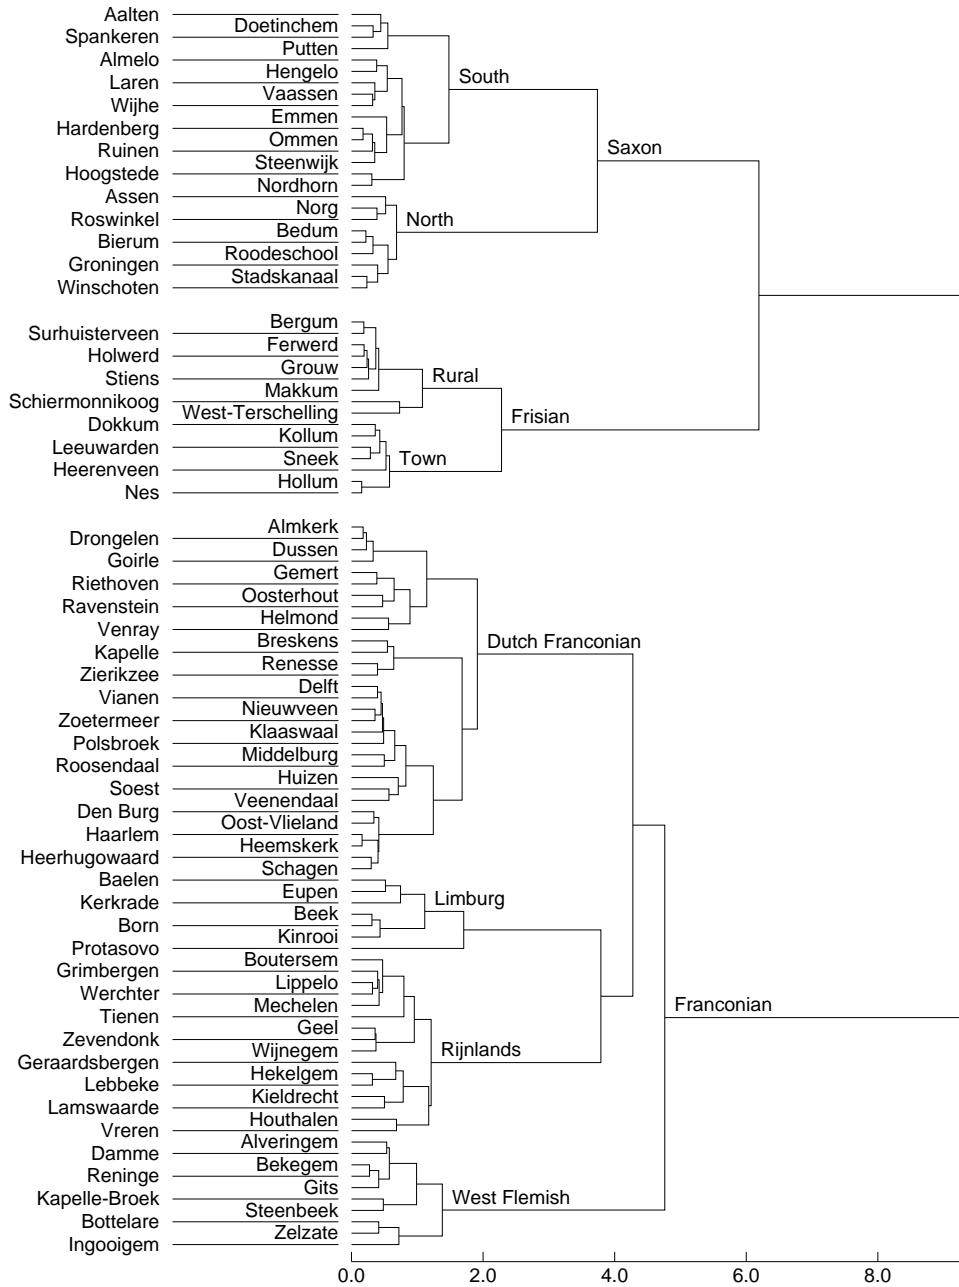 Aalten
Doetinchem
Spankeren
Putten
Almelo
Hengelo
South
Laren
Vaassen
Wijhe
Emmen
Hardenberg
Ommen
Saxon
Ruinen
Steenwijk
Hoogstede
Nordhorn
Assen
Norg
Roswinkel
North
Bedum
Bierum
Roodeschool
Groningen
Stadskanaal
Winschoten
Bergum
Surhuisterveen
Ferwerd
Holwerd
Grouw
Stiens
Rural
Makkum
Schiermonnikoog
West-Terschelling
Frisian
Dokkum
Kollum
Leeuwarden
Sneek
Town
Heerenveen
Hollum
Nes
Almkerk
Drongelen
Dussen
Goirle
Gemert
Riethoven
Oosterhout
Ravenstein
Helmond
Venray
Breskens
Dutch Franconian
Kapelle
Renesse
Zierikzee
Delft
Vianen
Nieuwveen
Zoetermeer
Klaaswaal
Polsbroek
Middelburg
Roosendaal
Huizen
Soest
Veenendaal
Den Burg
Oost-Vlieland
Haarlem
Heemskerk
Heerhugowaard
Schagen
Baelen
Eupen
Limburg
Kerkrade
Beek
Born
Kinrooi
Protasovo
Boutersem
Grimbergen
Lippelo
Werchter
Mechelen
Franconian
Tienen
Geel
Zevendonk
Wijnegem
Rijnlands
Geraardsbergen
Hekelgem
Lebbeke
Kieldrecht
Lamswaarde
Houthalen
Vreren
Alveringem
Damme
Bekegem
Reninge
Gits
West Flemish
Kapelle-Broek
Steenbeek
Bottelare
Zelzate
Ingooigem
0.0 2.0 4.0 6.0 8.0